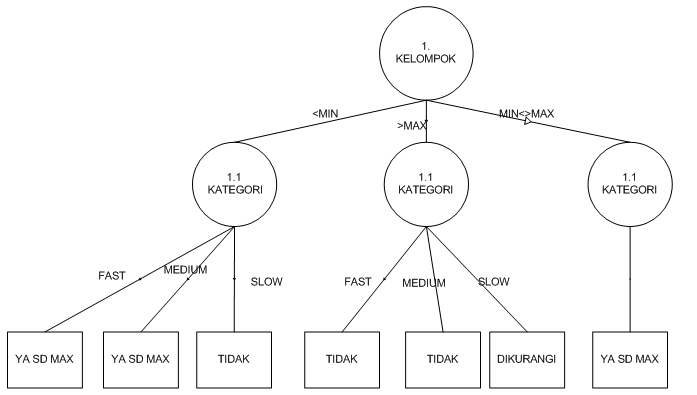 1.
KELOMPOK
<MIN
>MAX
MIN<>MAX
1.1
KATEGORI
1.1
KATEGORI
1.1
KATEGORI
FAST
MEDIUM
SLOW
FAST
MEDIUM
SLOW
YA SD MAX
YA SD MAX
TIDAK
TIDAK
TIDAK
DIKURANGI
YA SD MAX